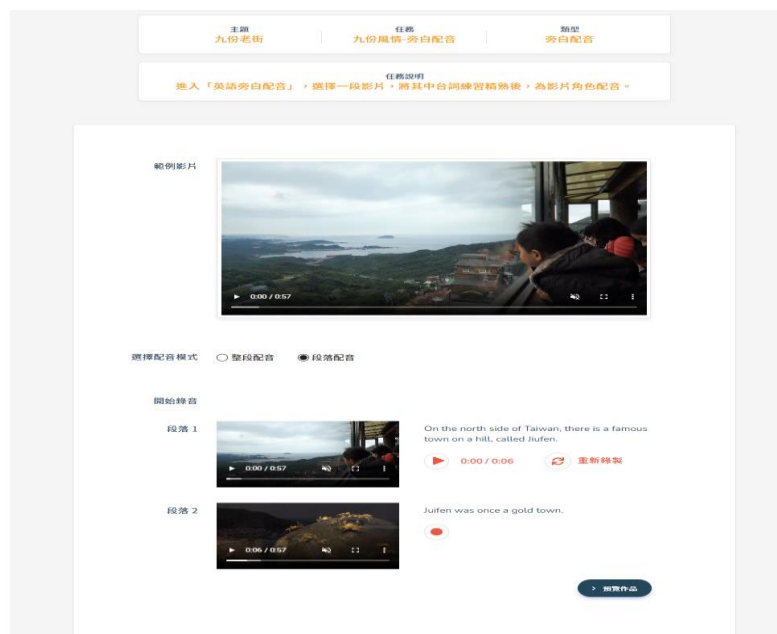 主題
任務
類型
九份老街
九份風情-旁白配音
旁白配音
任務說明
進入「英語旁白配音」，選擇一段影片，將其中台詞練習精熟後，為影片角色配音。
範例影片
0:00 / 0:57
選擇配音模式
整段配音
段落配音
開始錄音
段落 1
0:00 / 0:57
On the north side of Taiwan, there is a famous
town on a hill, called Jiufen.
0:00 / 0:06
重新錄製
段落 2
0:06 / 0:57
Juifen was once a gold town.
預覽作品